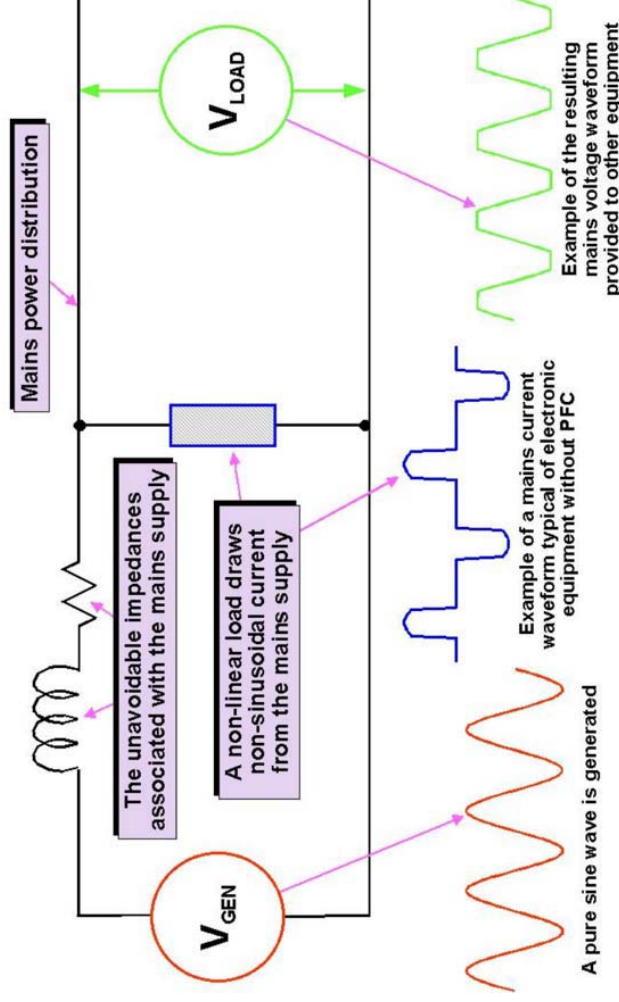 Mains power distribution
The unavoidable impedances
associated with the mains supply
A non-linear load draws
non-sinusoidal current
from the mains supply
VGEN
VLOAD
A pure sine wave is generated
Example of a mains current
waveform typical of electronic
equipment without PFC
Example of the resulting
mains voltage waveform
provided to other equipment